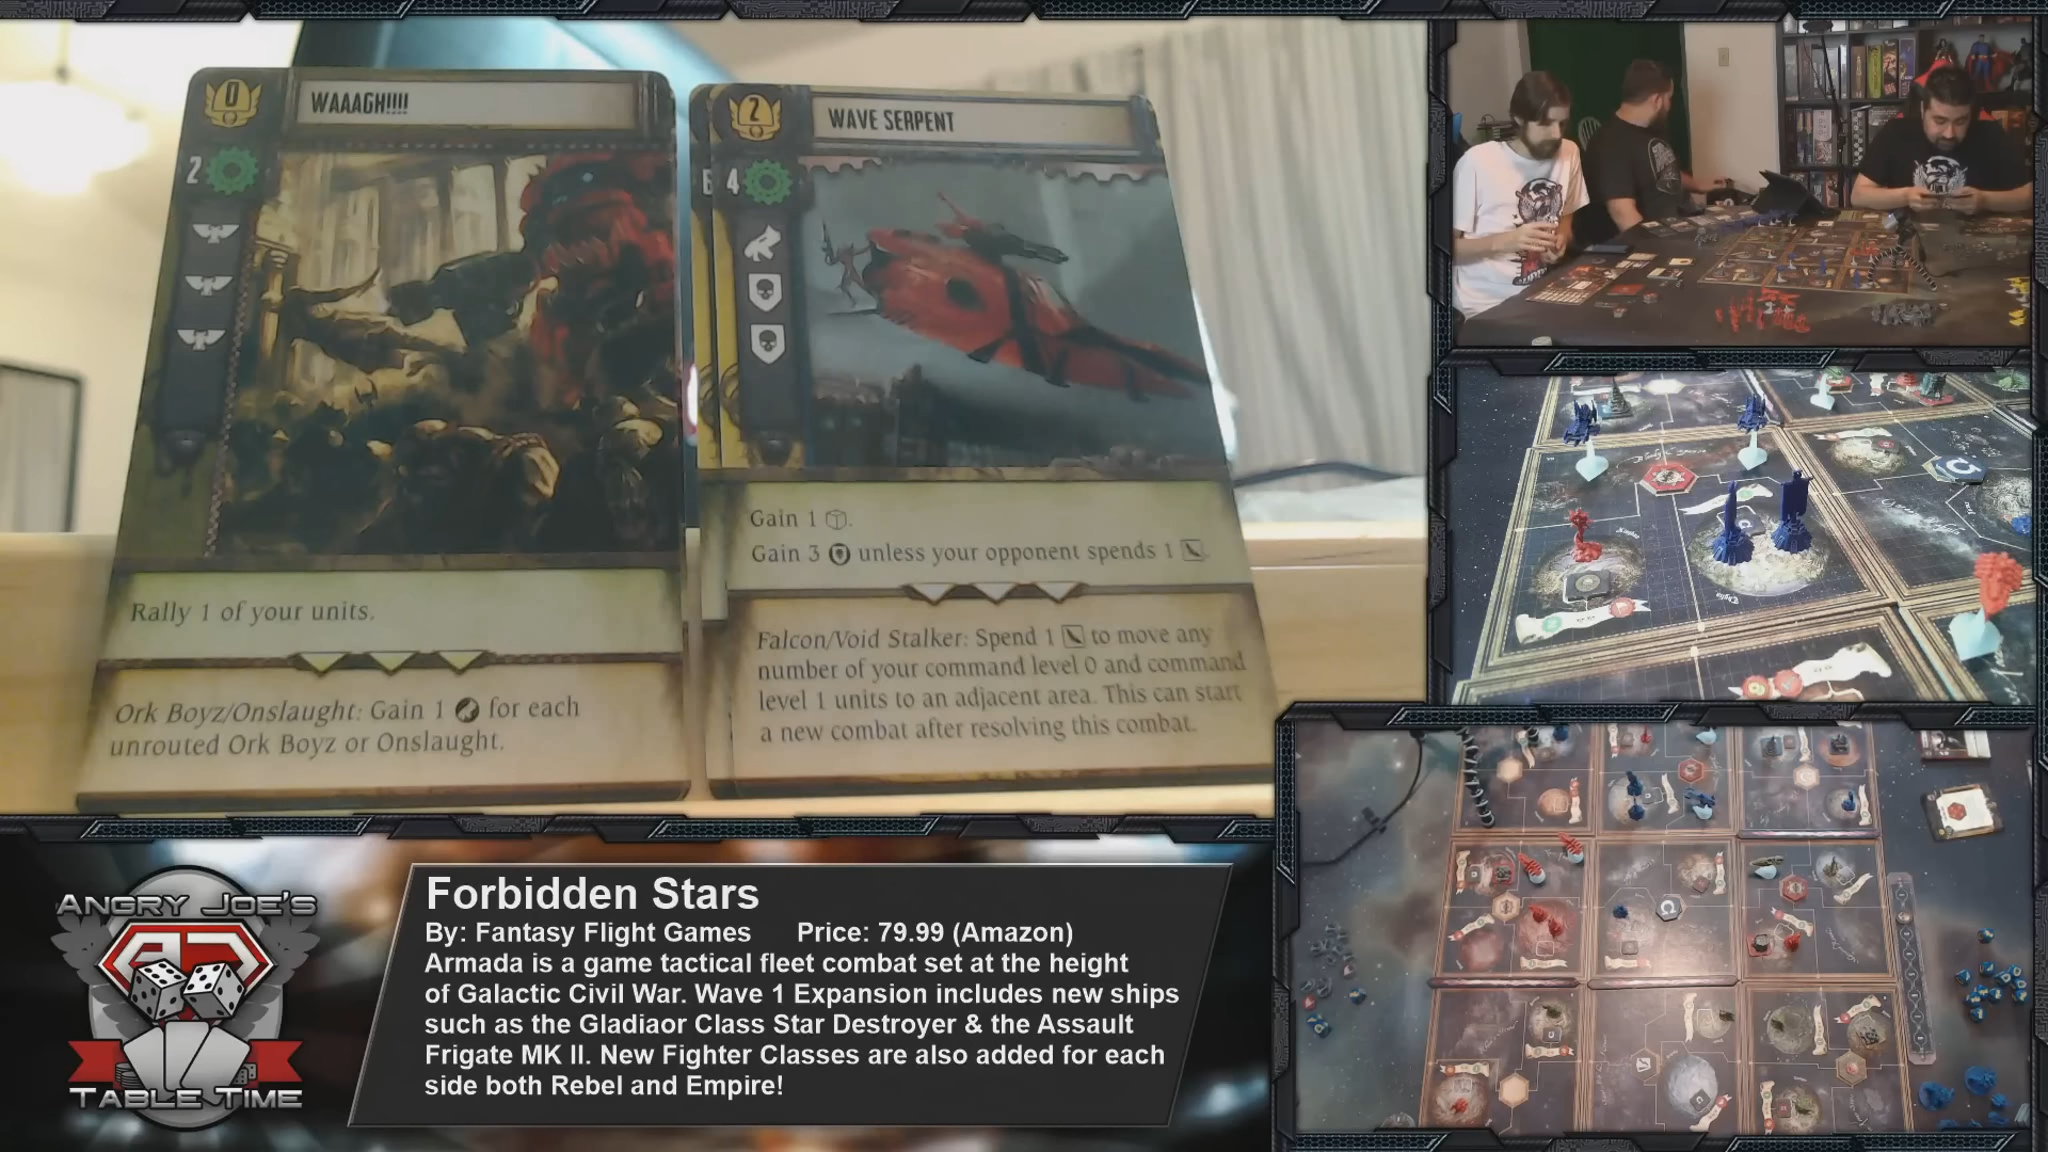 0
WAAAGH!!!!
2
Rally 1 of your units.
Ork Boyz/Onslaught: Gain 1 for each
unrouted Ork Boyz or Onslaught.
2
WAVE SERPENT
4
Gain 1 .
Gain 3 unless your opponent spends 1 .
Falcon/Void Stalker: Spend 1 to move any
number of your command level 0 and command
level 1 units to an adjacent area. This can start
a new combat after resolving this combat.
ANGRY JOE'S
AJ
TABLE TIME
Forbidden Stars
By: Fantasy Flight Games Price: 79.99 (Amazon)
Armada is a game tactical fleet combat set at the height
of Galactic Civil War. Wave 1 Expansion includes new ships
such as the Gladiaor Class Star Destroyer & the Assault
Frigate MK II. New Fighter Classes are also added for each
side both Rebel and Empire!